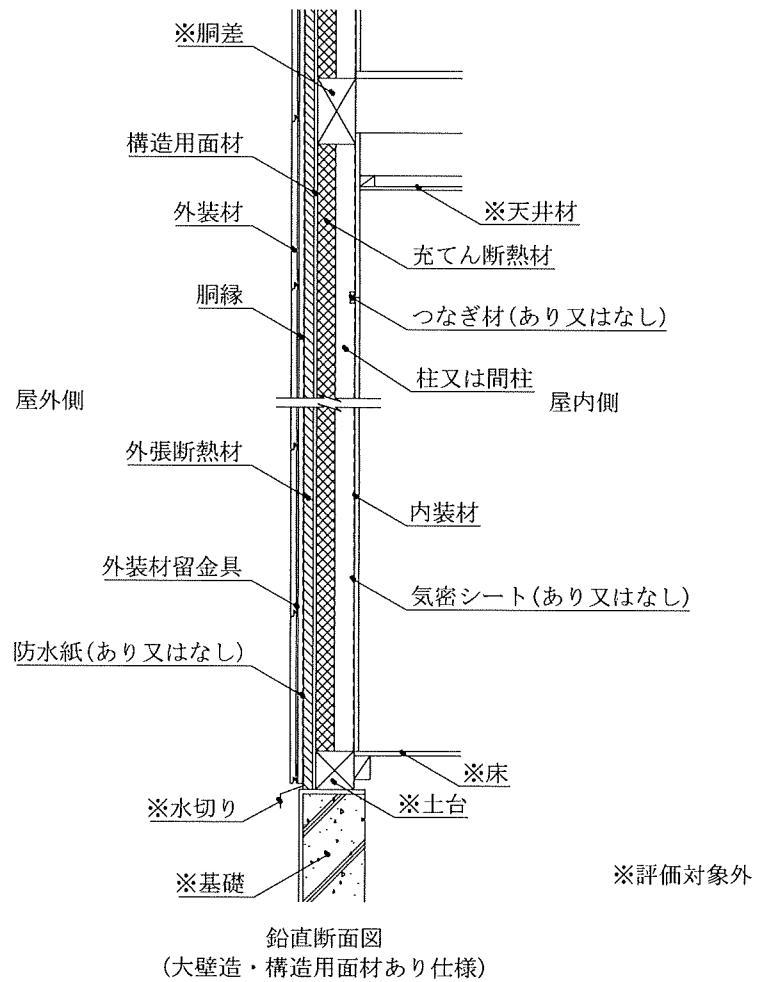 ※胴差
構造用面材
外装材
※天井材
充てん断熱材
胴縁
つなぎ材(あり又はなし)
柱又は間柱
屋外側
屋内側
外張断熱材
内装材
外装材留金具
気密シート(あり又はなし)
防水紙(あり又はなし)
※床
※水切り
※土台
※基礎
※評価対象外
鉛直断面図
(大壁造・構造用面材あり仕様)